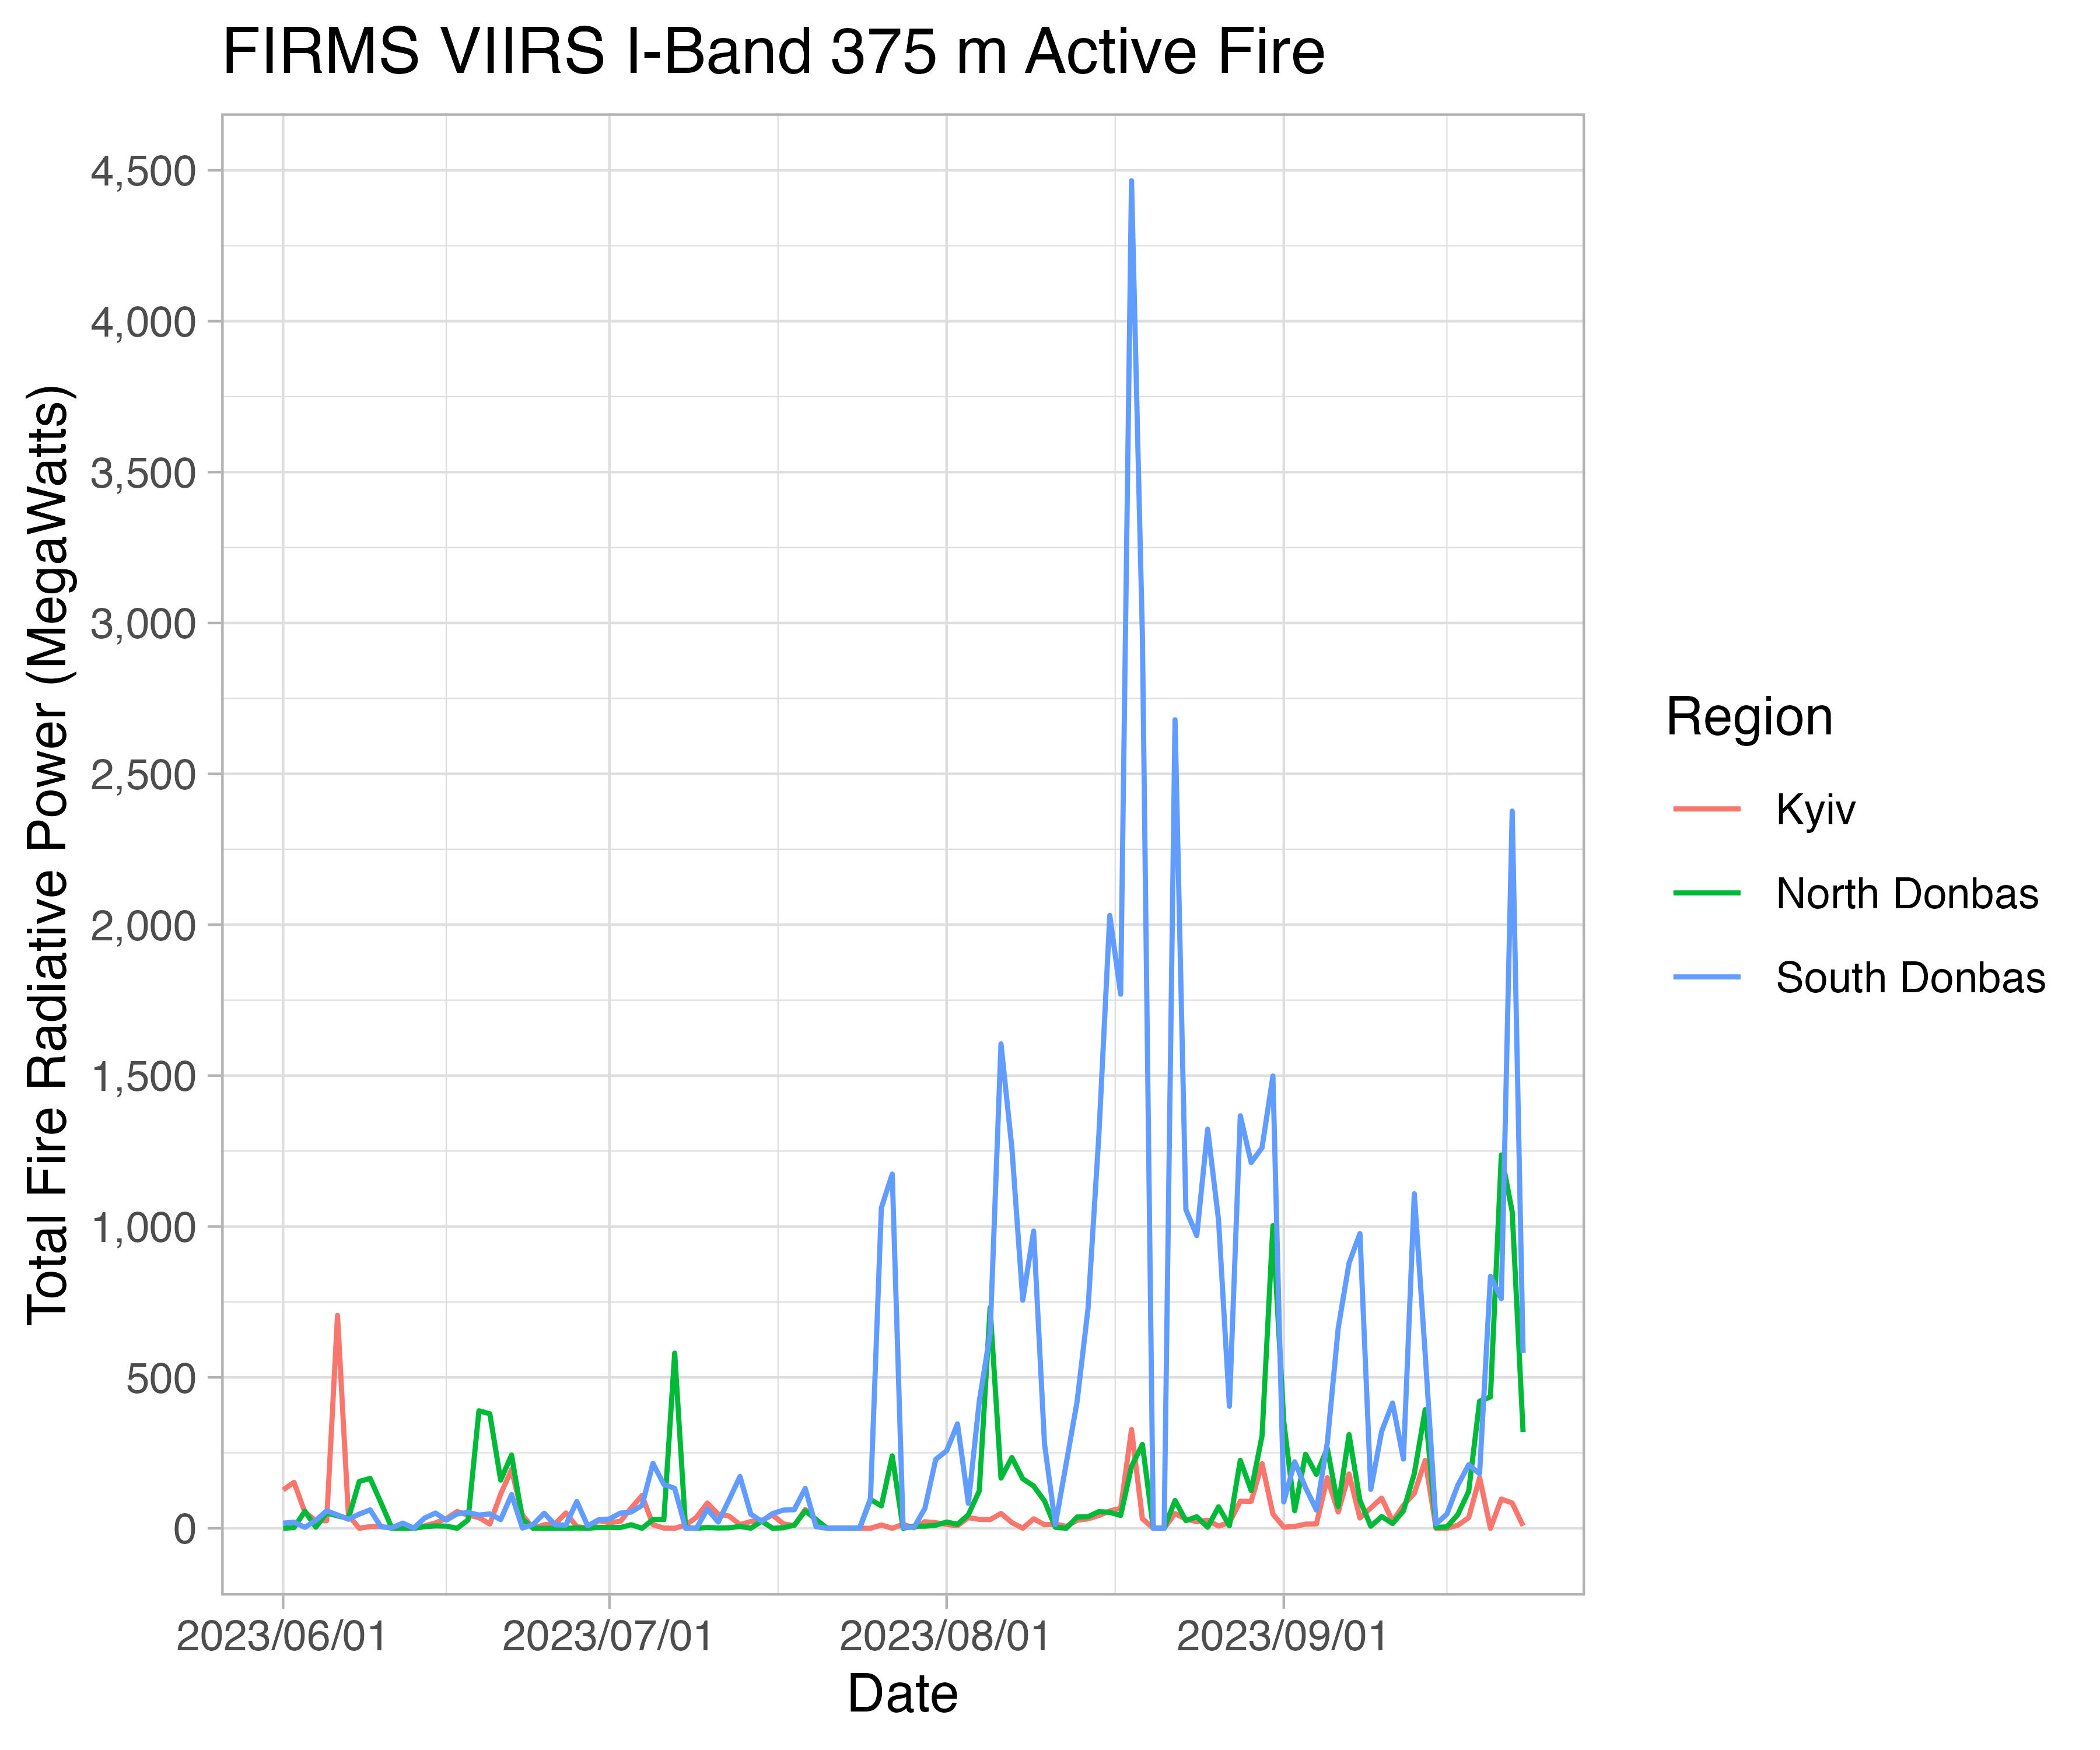 FIRMS VIIRS I-Band 375 m Active Fire
Total Fire Radiative Power (MegaWatts)
4,500
4,000
3,500
3,000
2,500
2,000
1,500
1,000
500
0
2023/06/01 2023/07/01 2023/08/01 2023/09/01
Date
Region
Kyiv
North Donbas
South Donbas